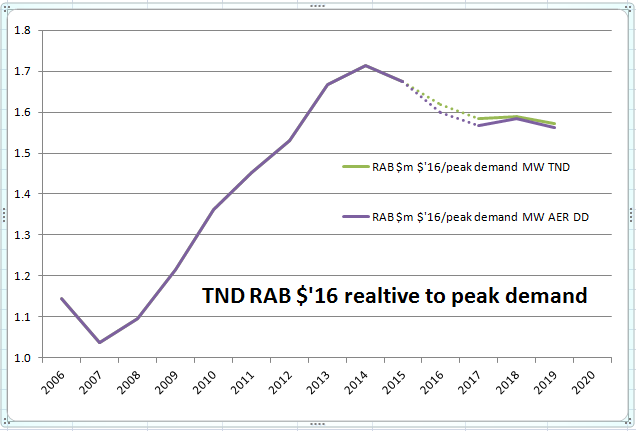 1.8
1.7
1.6
1.5
1.4
1.3
1.2
1.1
1.0
RAB $m $'16/peak demand MW TND
RAB $m $'16/peak demand MW AER DD
TND RAB $'16 realtive to peak demand
2006 2007 2008 2009 2010 2011 2012 2013 2014 2015 2016 2017 2018 2019 2020